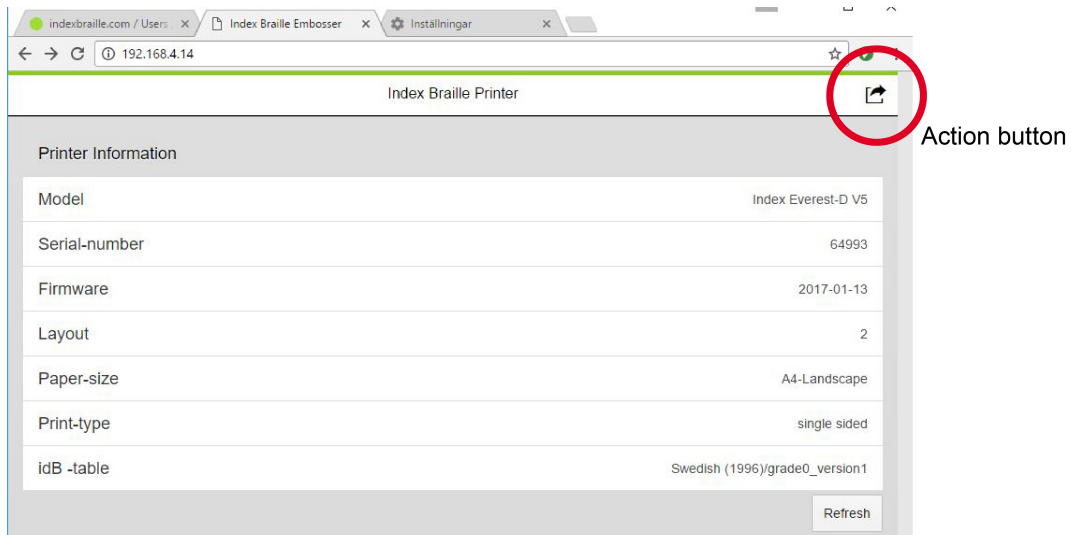 indexbraille.com / Users
Index Braille Embosser
Inställningar
192.168.4.14
Index Braille Printer
Action button
Printer Information
Model Index Everest-D V5
Serial-number 64993
Firmware 2017-01-13
Layout 2
Paper-size A4-Landscape
Print-type single sided
idB -table Swedish (1996)/grade0_version1
Refresh